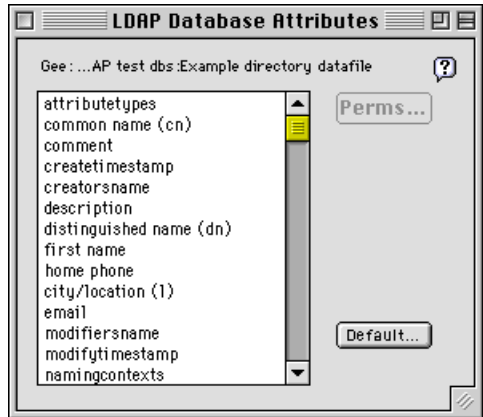 LDAP Database Attributes
Gee:...AP test dbs:Example directory datafile
?
attributetypes
Perms...
common name (cn)
comment
createtimestamp
creatorsname
description
distinguished name (dn)
first name
home phone
city/location (l)
email
modifiersname
Default...
modifytimestamp
namingcontexts